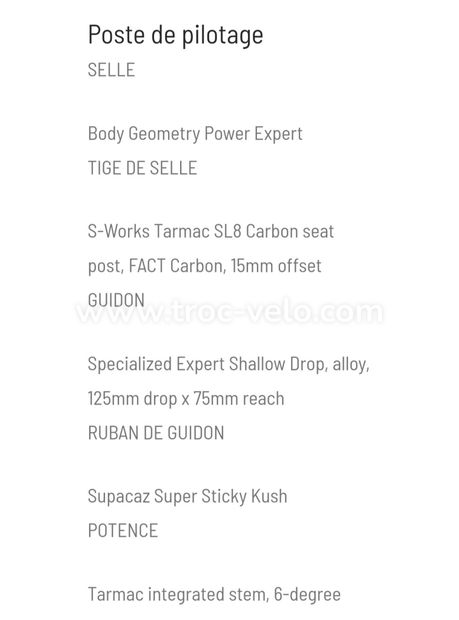 Poste de pilotage
SELLE
Body Geometry Power Expert
TIGE DE SELLE
S-Works Tarmac SL8 Carbon seat
post, FACT Carbon, 15mm offset
GUIDON
www.troc-velo.com
Specialized Expert Shallow Drop, alloy,
125mm drop x 75mm reach
RUBAN DE GUIDON
Supacaz Super Sticky Kush
POTENCE
Tarmac integrated stem, 6-degree